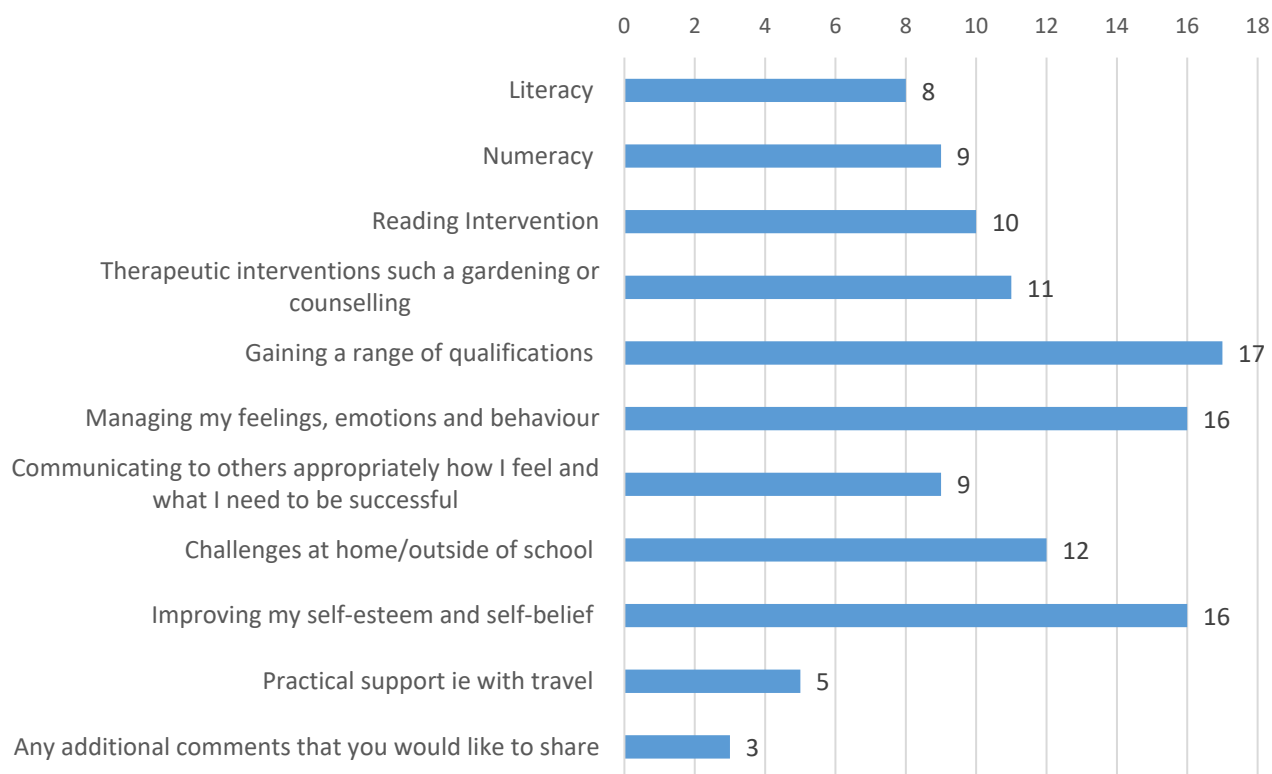 0 2 4 6 8 10 12 14 16 18
Literacy 8
Numeracy 9
Reading Intervention 10
Therapeutic interventions such a gardening or
counselling 11
Gaining a range of qualifications 17
Managing my feelings, emotions and behaviour 16
Communicating to others appropriately how I feel and
what I need to be successful 9
Challenges at home/outside of school 12
Improving my self-esteem and self-belief 16
Practical support ie with travel 5
Any additional comments that you would like to share 3